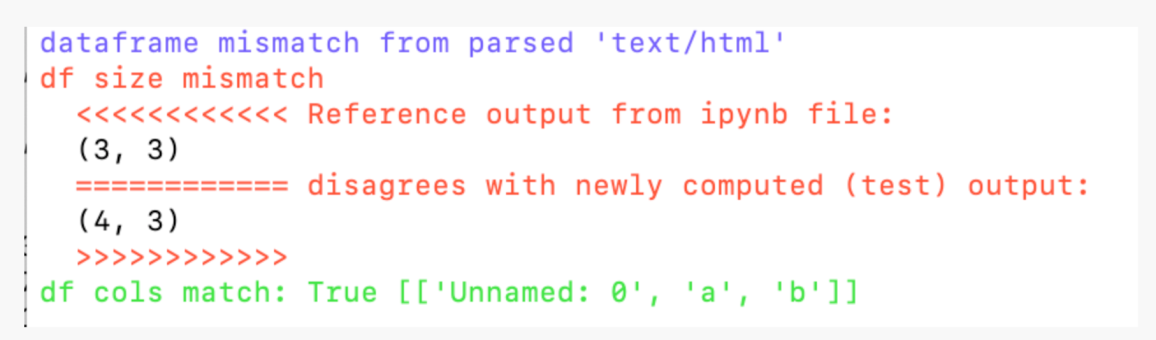 dataframe mismatch from parsed 'text/html'
df size mismatch
<<<<<<<<<<<< Reference output from ipynb file:
(3, 3)
============ disagrees with newly computed (test) output:
(4, 3)
>>>>>>>>>>>>
df cols match: True [['Unnamed: 0', 'a', 'b']]